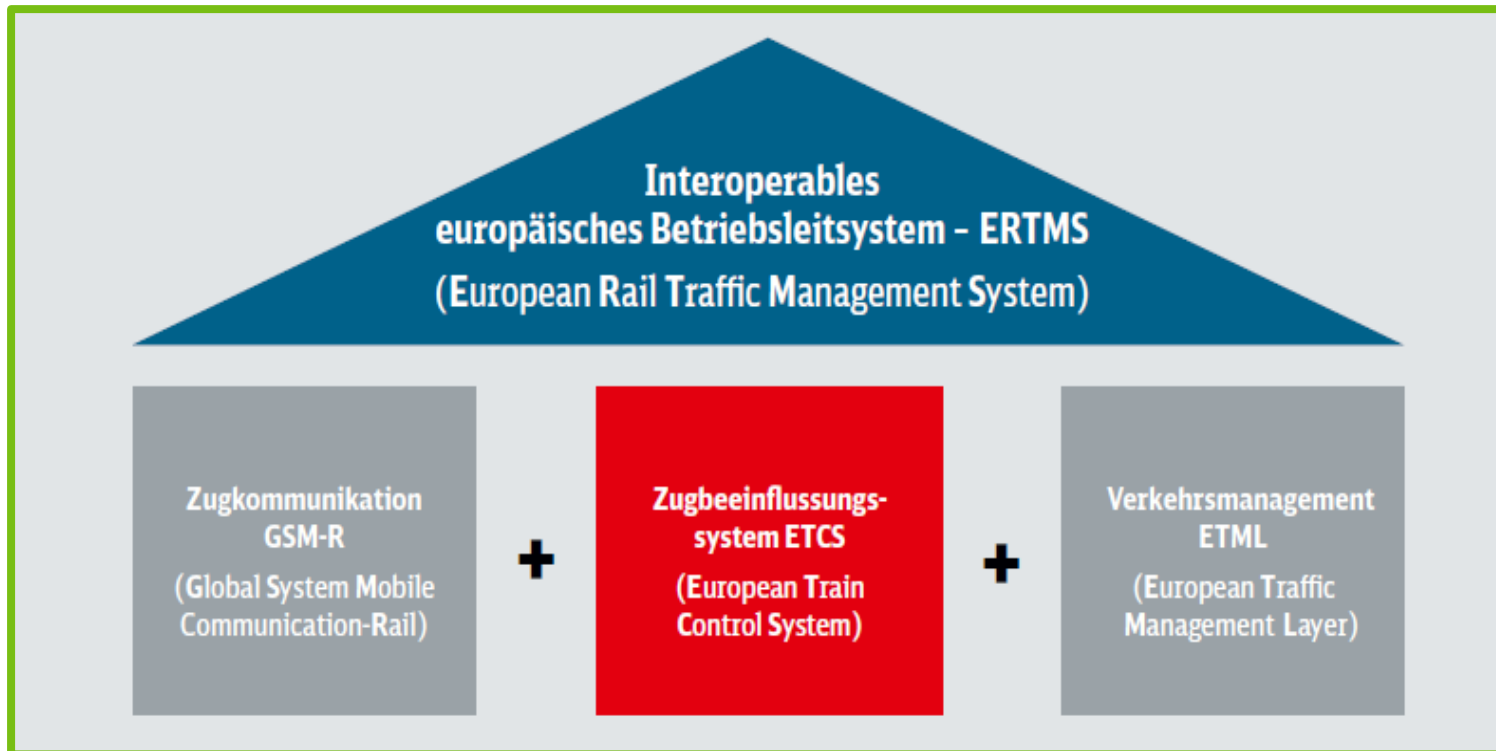 Interoperables
europäisches Betriebsleitsystem – ERTMS
(European Rail Traffic Management System)
Zugkommunikation
GSM-R
(Global System Mobile
Communication-Rail)
+
Zugbeeinflussungs-
system ETCS
(European Train
Control System)
+
Verkehrsmanagement
ETML
(European Traffic
Management Layer)